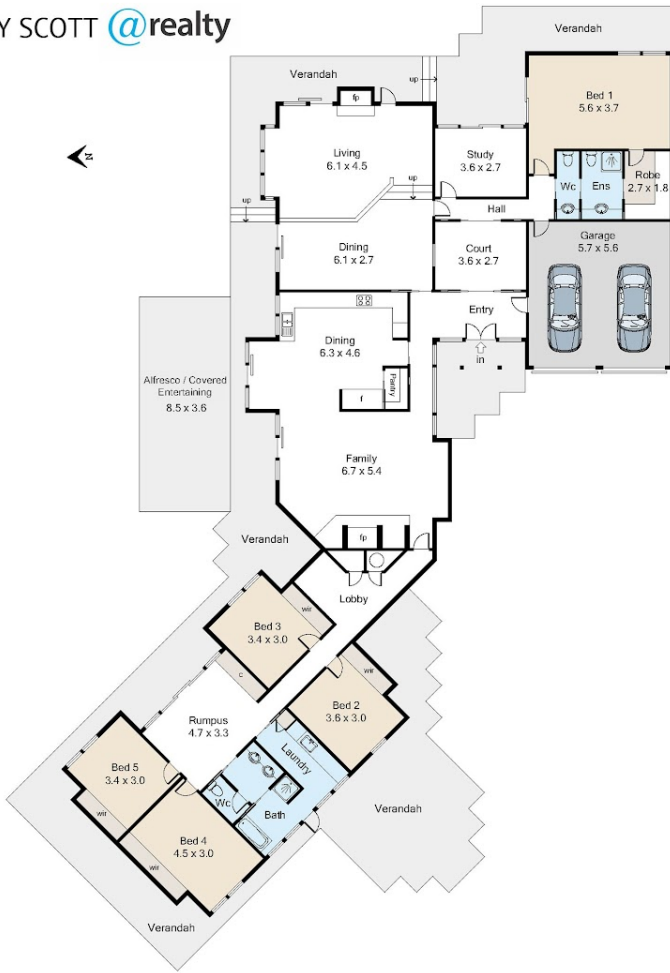 Y SCOTT @realty
Verandah
Verandah
up
fp
Bed 1
5.6 x 3.7
Living
6.1 x 4.5
Study
3.6 x 2.7
N
Wc
Ens
Robe
2.7 x 1.8
up
up
Hall
Garage
5.7 x 5.6
Dining
6.1 x 2.7
Court
3.6 x 2.7
Entry
in
Dining
6.3 x 4.6
Pantry
f
Alfresco / Covered
Entertaining
8.5 x 3.6
Family
6.7 x 5.4
fp
Verandah
Lobby
wir
Bed 3
3.4 x 3.0
c
wir
Bed 2
3.6 x 3.0
Rumpus
4.7 x 3.3
Laundry
Bed 5
3.4 x 3.0
wir
Wc
Bath
Verandah
Bed 4
4.5 x 3.0
wir
Verandah